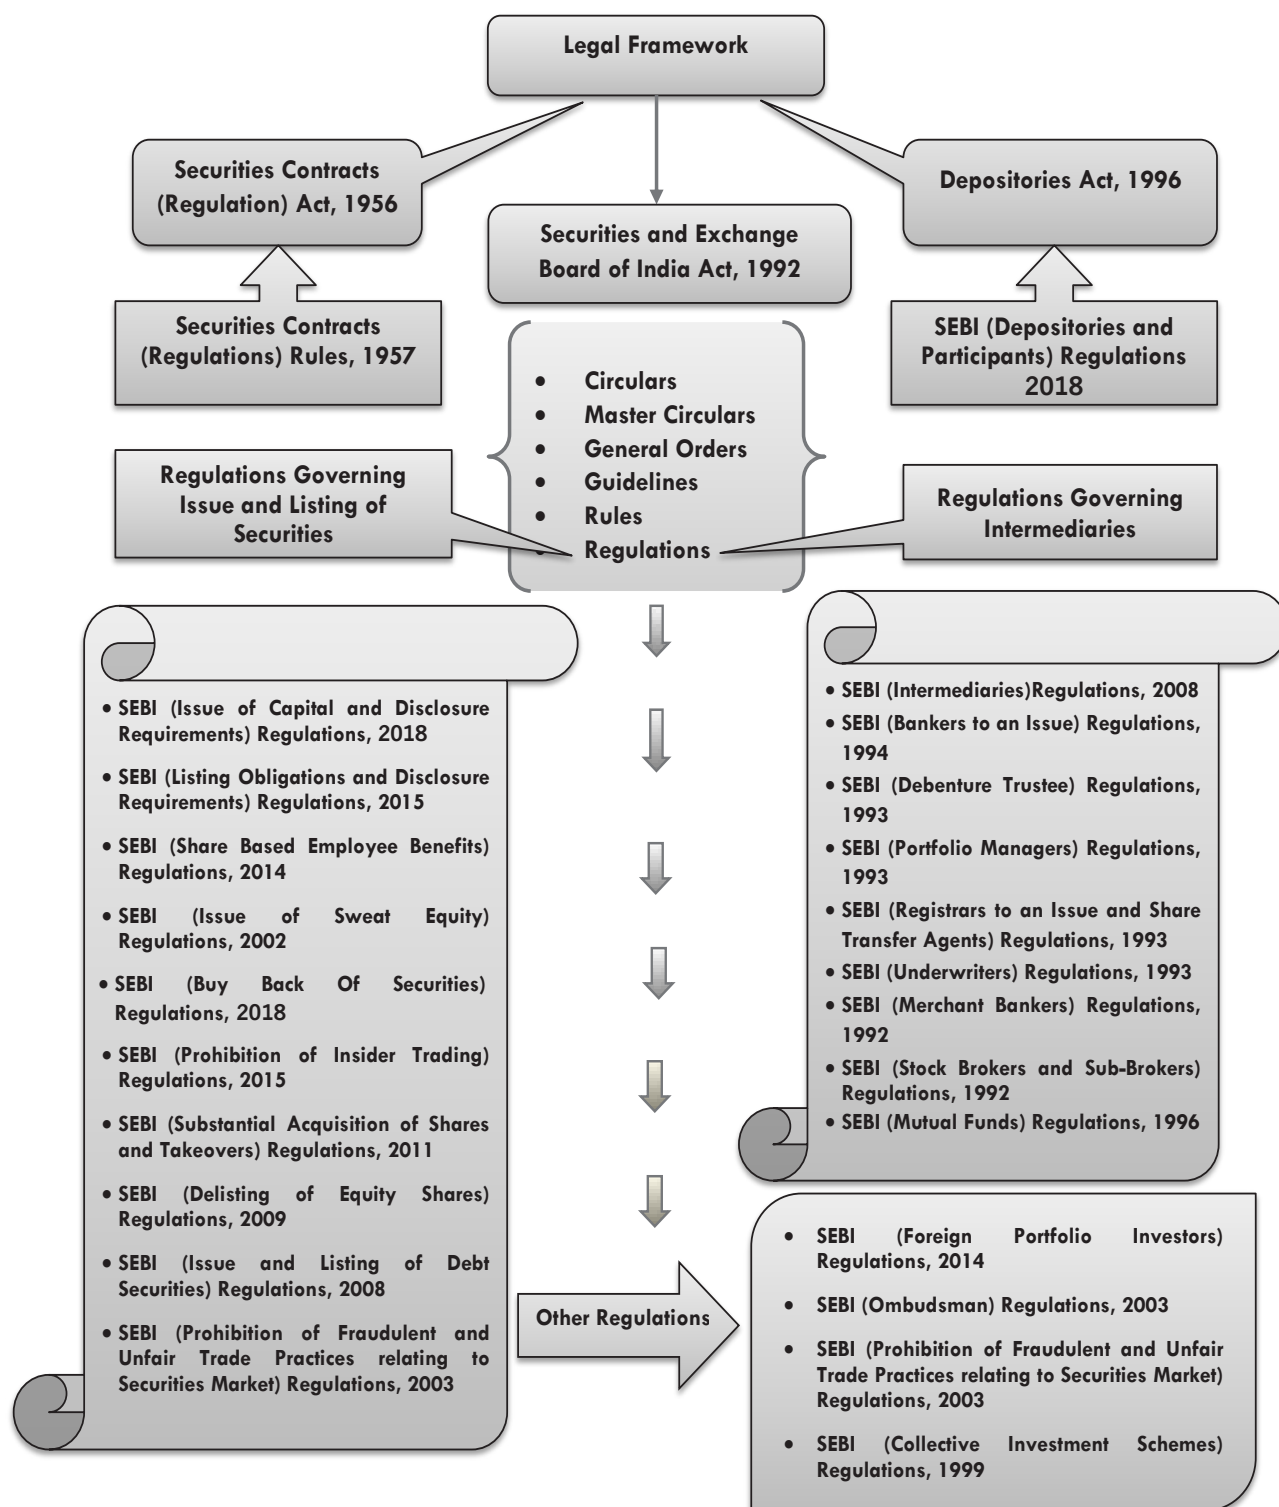 Legal Framework
Securities Contracts
(Regulation) Act, 1956
Depositories Act, 1996
Securities and Exchange
Board of India Act, 1992
Securities Contracts
(Regulations) Rules, 1957
SEBI (Depositories and
Participants) Regulations
2018
• Circulars
• Master Circulars
• General Orders
• Guidelines
• Rules
• Regulations
Regulations Governing
Issue and Listing of
Securities
Regulations Governing
Intermediaries
• SEBI (Issue of Capital and Disclosure
Requirements) Regulations, 2018
• SEBI (Listing Obligations and Disclosure
Requirements) Regulations, 2015
• SEBI (Share Based Employee Benefits)
Regulations, 2014
• SEBI (Issue of Sweat Equity)
Regulations, 2002
• SEBI (Buy Back Of Securities)
Regulations, 2018
• SEBI (Prohibition of Insider Trading)
Regulations, 2015
• SEBI (Substantial Acquisition of Shares
and Takeovers) Regulations, 2011
• SEBI (Delisting of Equity Shares)
Regulations, 2009
• SEBI (Issue and Listing of Debt
Securities) Regulations, 2008
• SEBI (Prohibition of Fraudulent and
Unfair Trade Practices relating to
Securities Market) Regulations, 2003
• SEBI (Intermediaries)Regulations, 2008
• SEBI (Bankers to an Issue) Regulations,
1994
• SEBI (Debenture Trustee) Regulations,
1993
• SEBI (Portfolio Managers) Regulations,
1993
• SEBI (Registrars to an Issue and Share
Transfer Agents) Regulations, 1993
• SEBI (Underwriters) Regulations, 1993
• SEBI (Merchant Bankers) Regulations,
1992
• SEBI (Stock Brokers and Sub-Brokers)
Regulations, 1992
• SEBI (Mutual Funds) Regulations, 1996
Other Regulations
• SEBI (Foreign Portfolio Investors)
Regulations, 2014
• SEBI (Ombudsman) Regulations, 2003
• SEBI (Prohibition of Fraudulent and Unfair
Trade Practices relating to Securities Market)
Regulations, 2003
• SEBI (Collective Investment Schemes)
Regulations, 1999